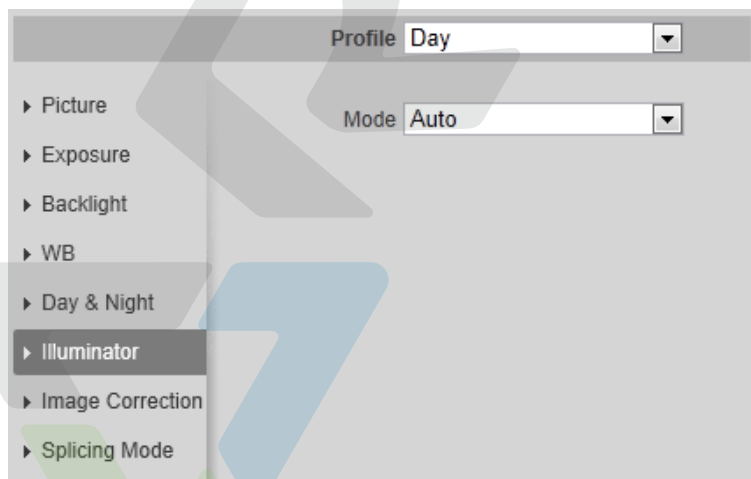 Profile Day
Mode Auto
Picture
Exposure
Backlight
WB
Day & Night
Illuminator
Image Correction
Splicing Mode